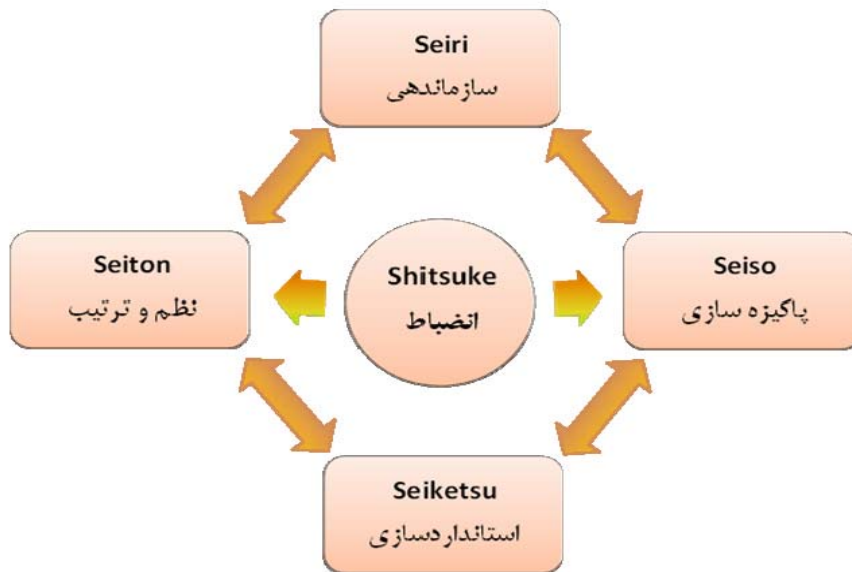 Seiri
سازماندهی
Seiton
نظم و ترتیب
Shitsuke
انضباط
Seiso
پاکیزه سازی
Seiketsu
استانداردسازی